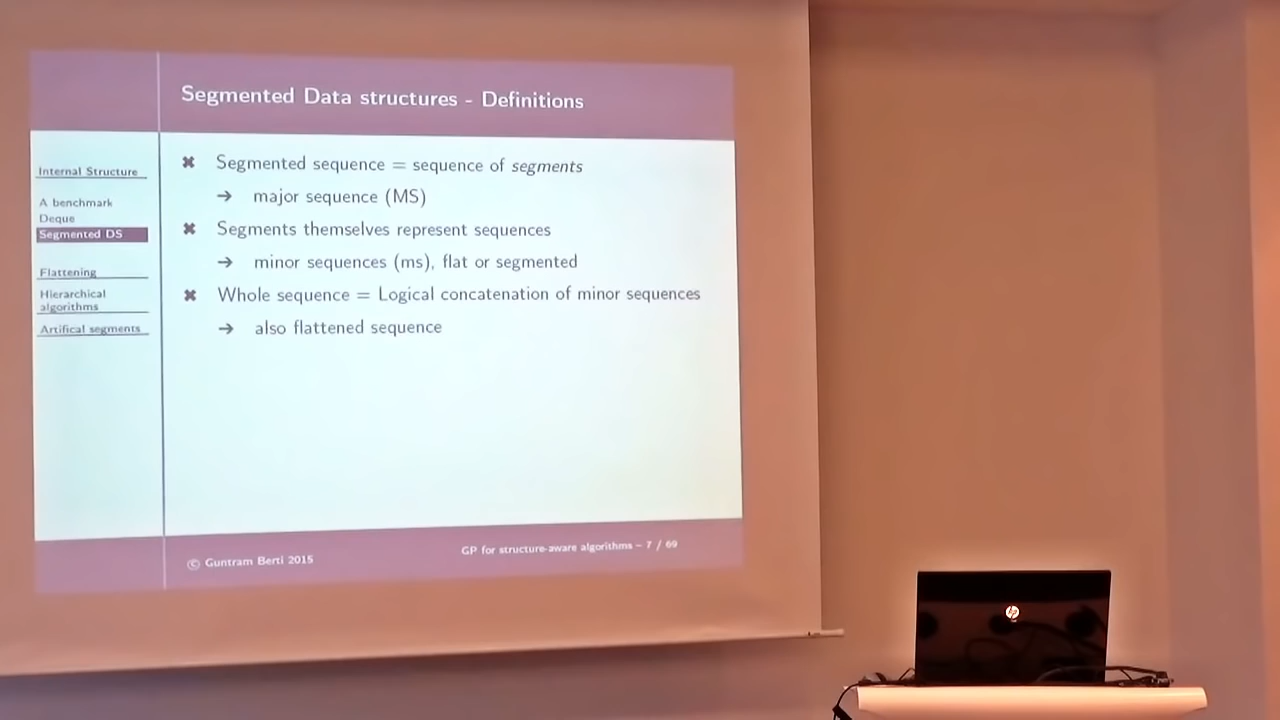 Segmented Data structures - Definitions
Internal Structure
A benchmark
Deque
Segmented DS
Flattening
Hierarchical
algorithms
Artifical segments
✖ Segmented sequence = sequence of segments
➔ major sequence (MS)
✖ Segments themselves represent sequences
➔ minor sequences (ms), flat or segmented
✖ Whole sequence = Logical concatenation of minor sequences
➔ also flattened sequence
© Guntram Berti 2015
GP for structure-aware algorithms – 7 / 69
hp